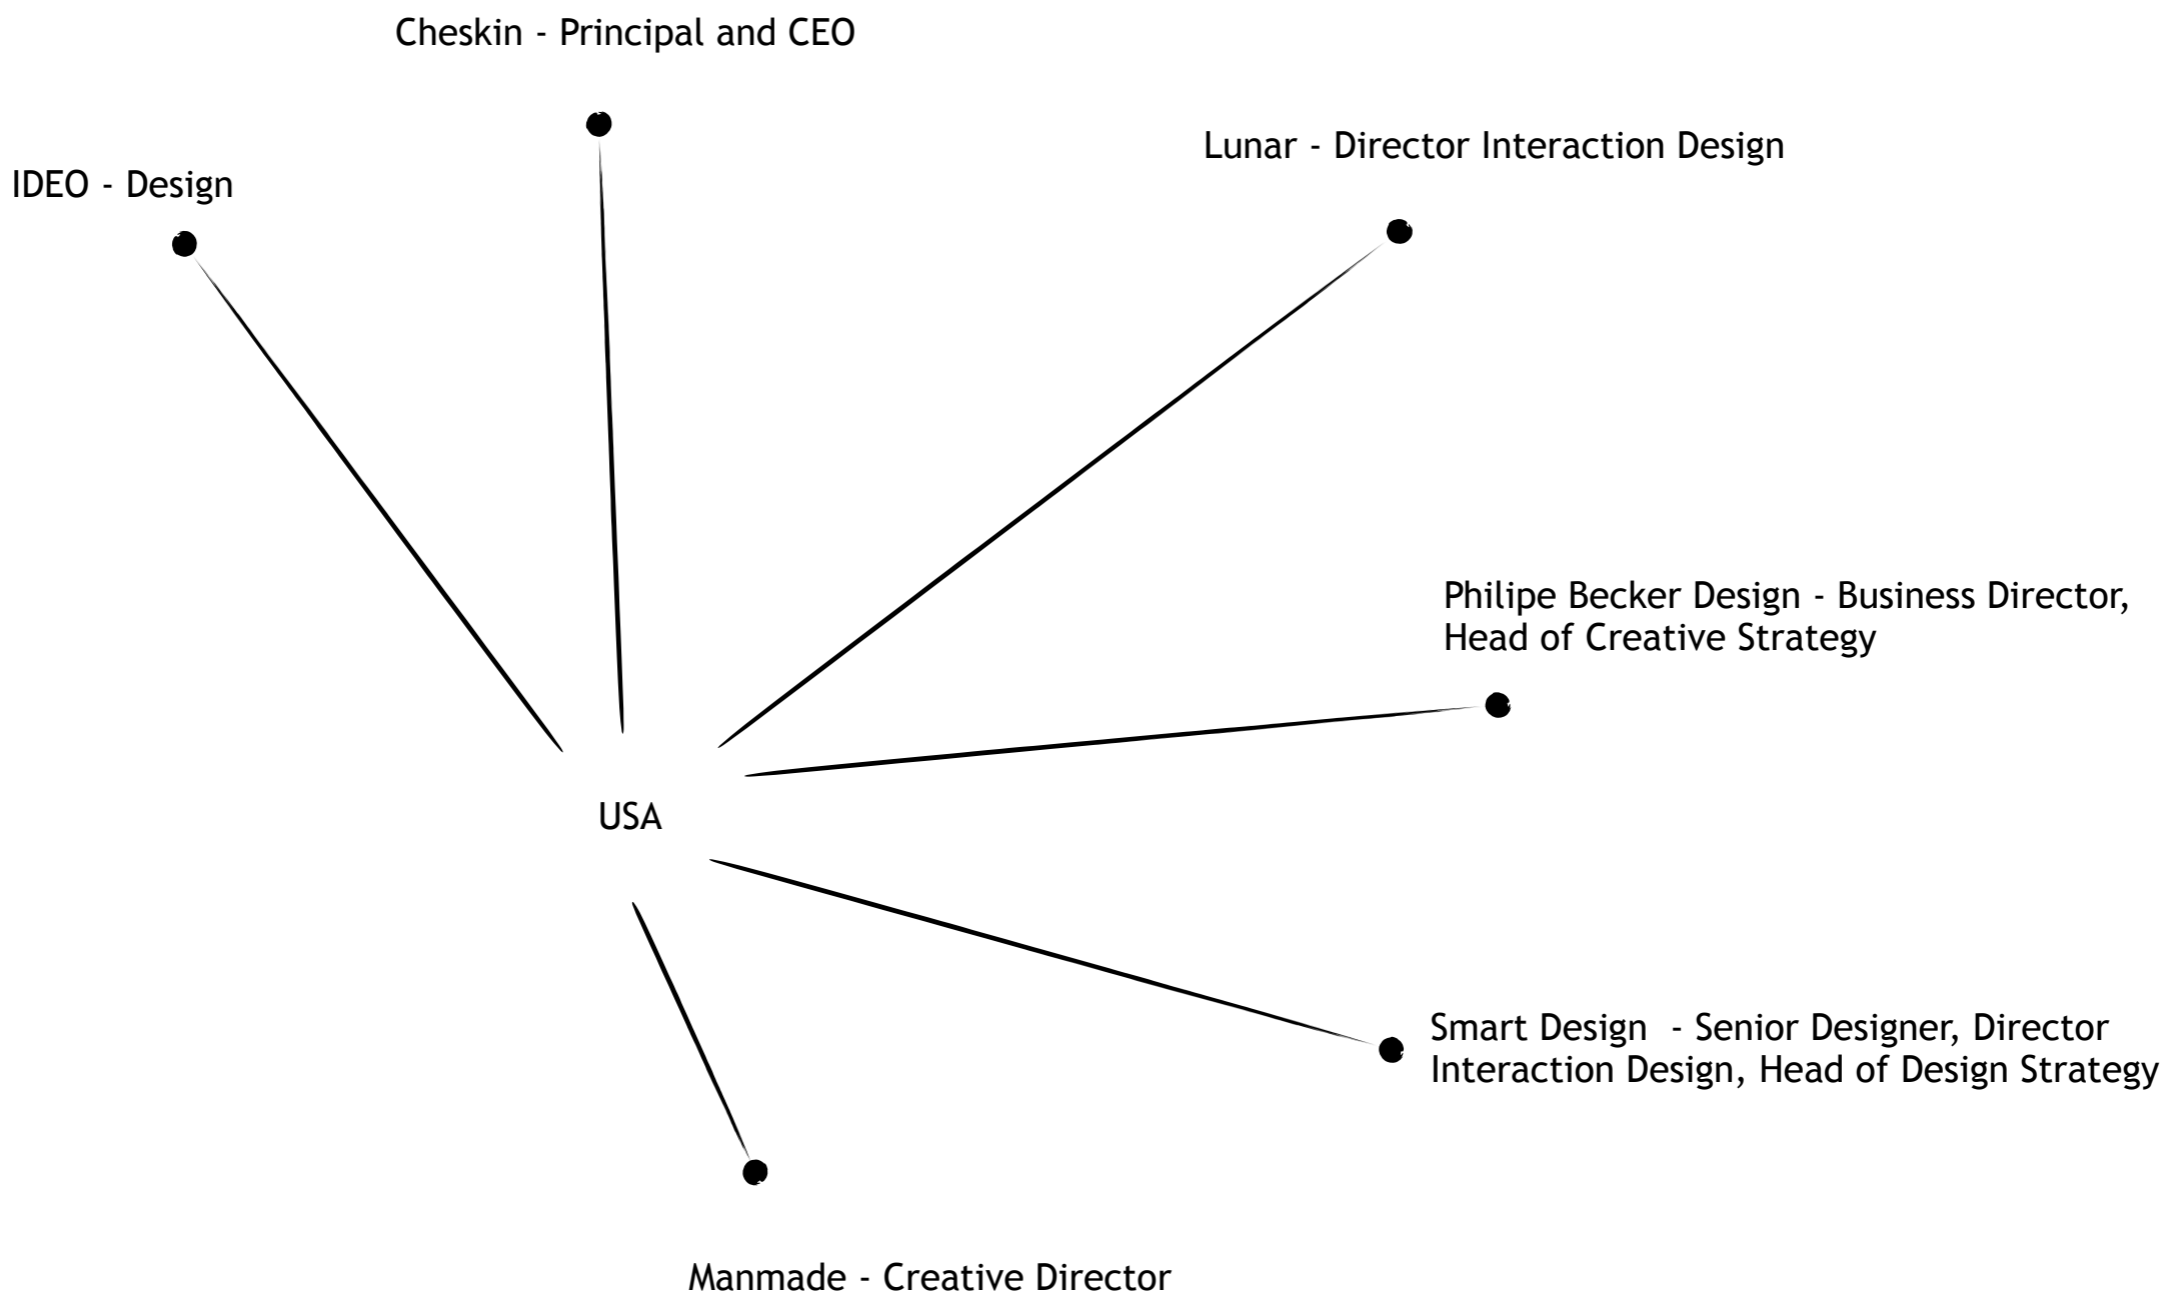 Cheskin - Principal and CEO
Lunar - Director Interaction Design
IDEO - Design
Philipe Becker Design - Business Director,
Head of Creative Strategy
USA
Smart Design  - Senior Designer, Director
Interaction Design, Head of Design Strategy
Manmade - Creative Director